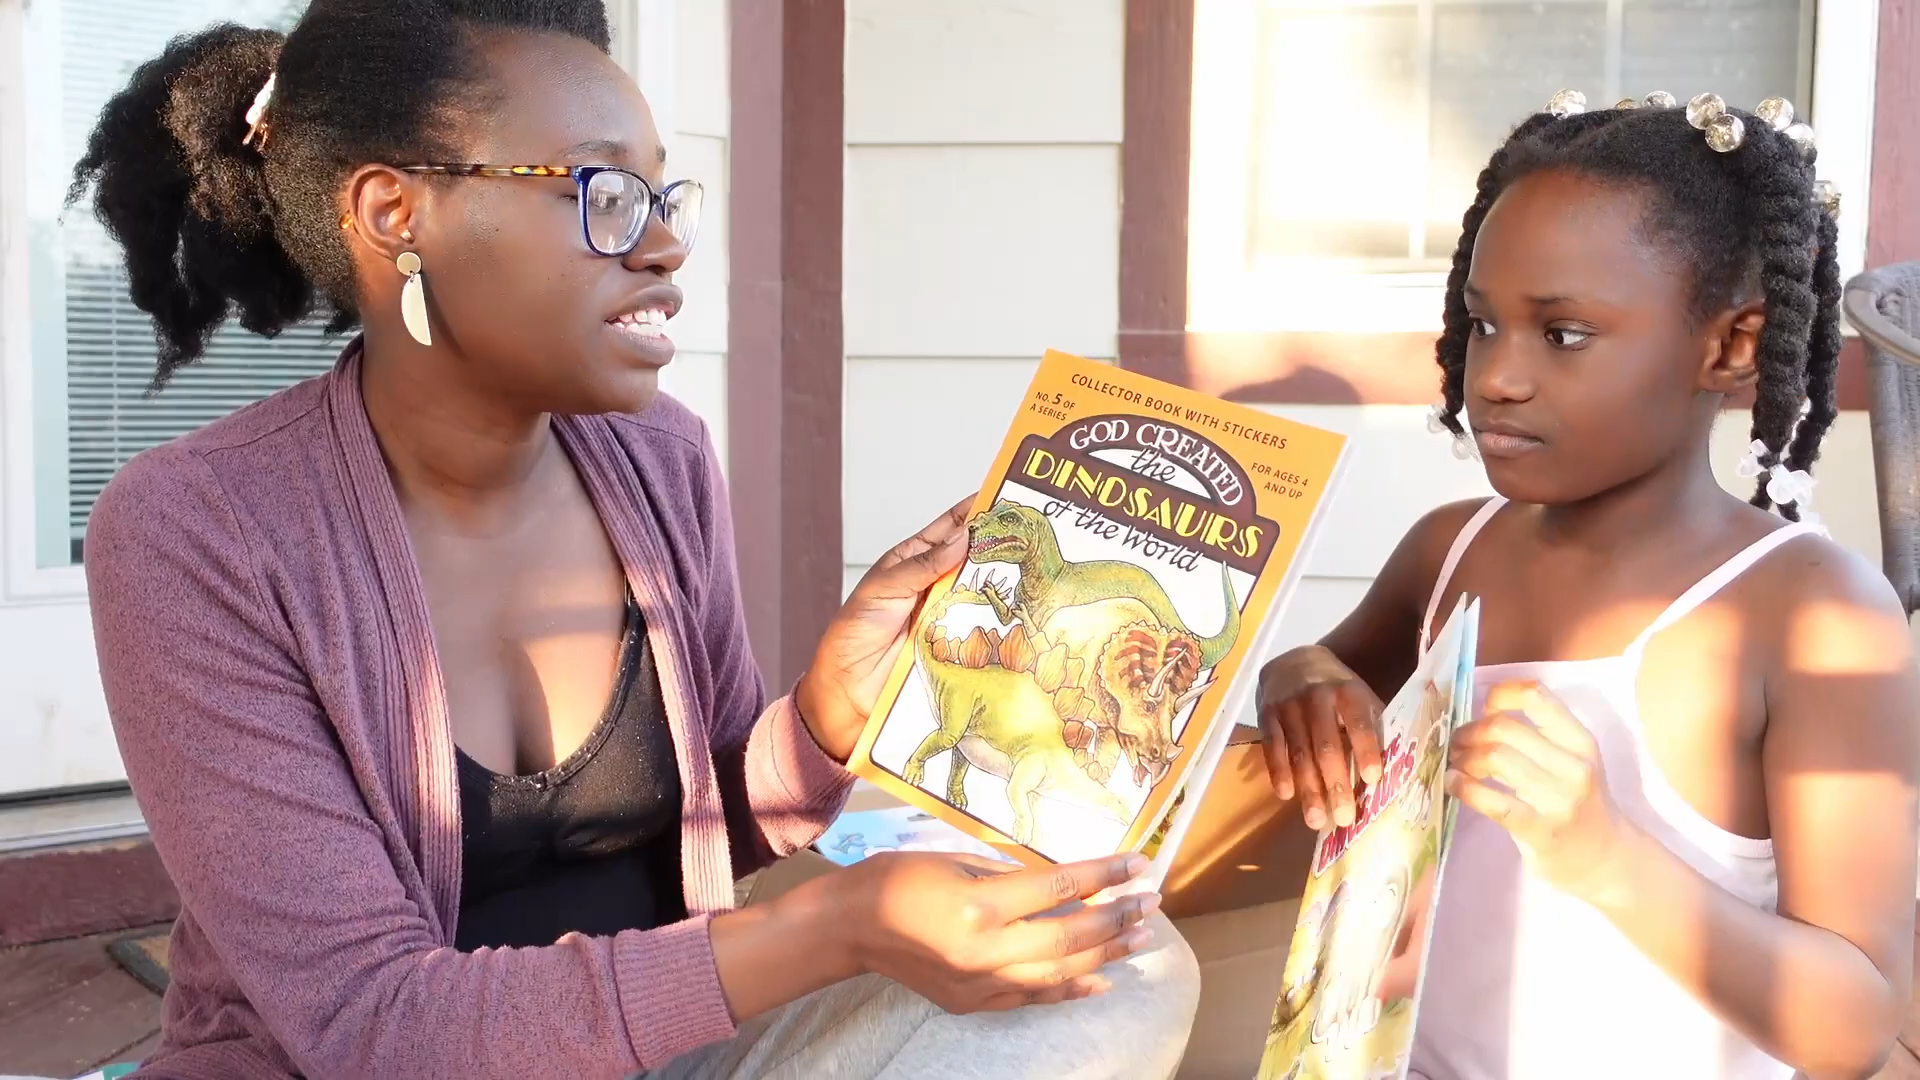 COLLECTOR BOOK WITH STICKERS
NO. 5 OF
A SERIES
FOR AGES 4
AND UP
GOD CREATED
the
DINOSAURS
of the World
DINOSAURS